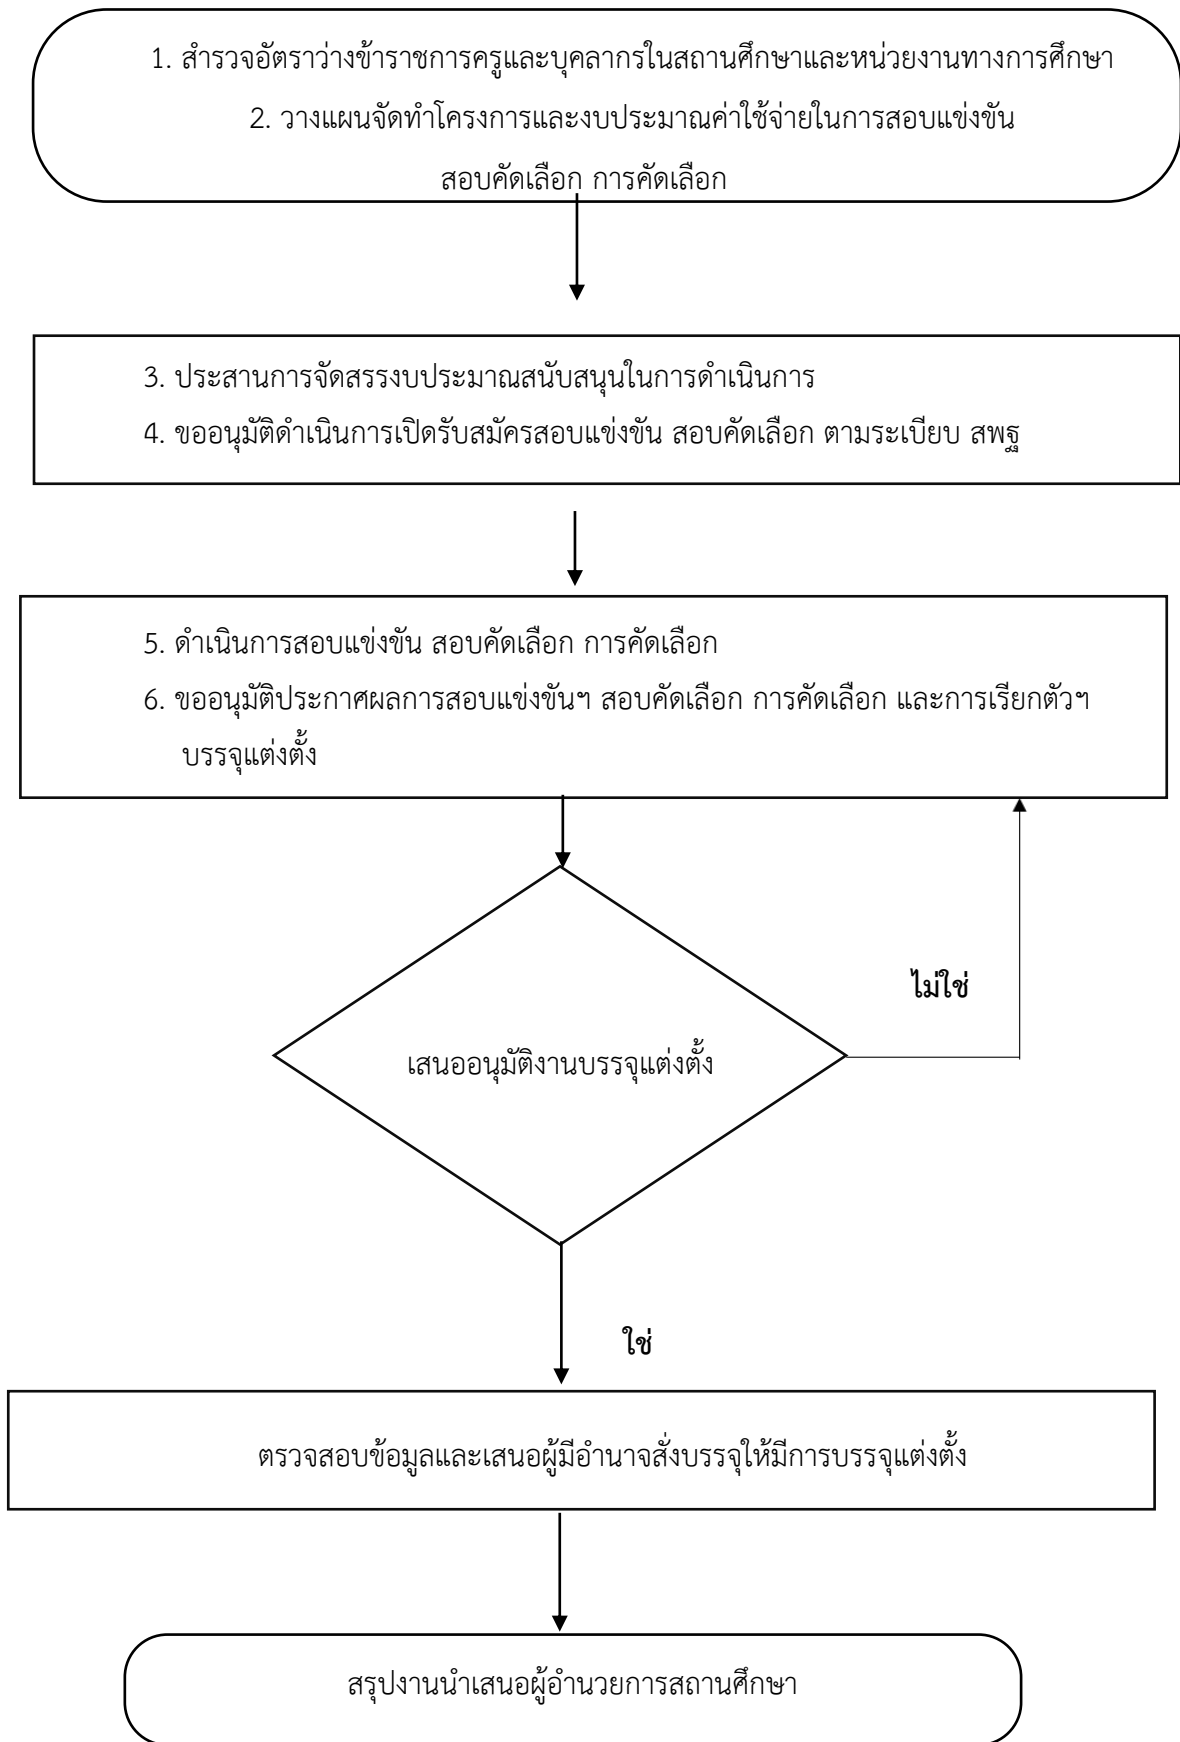 1. สำรวจอัตราว่างข้าราชการครูและบุคลากรในสถานศึกษาและหน่วยงานทางการศึกษา
2. วางแผนจัดทำโครงการและงบประมาณค่าใช้จ่ายในการสอบแข่งขัน
สอบคัดเลือก การคัดเลือก
3. ประสานการจัดสรรงบประมาณสนับสนุนในการดำเนินการ
4. ขออนุมัติดำเนินการเปิดรับสมัครสอบแข่งขัน สอบคัดเลือก ตามระเบียบ สพฐ
5. ดำเนินการสอบแข่งขัน สอบคัดเลือก การคัดเลือก
6. ขออนุมัติประกาศผลการสอบแข่งขันฯ สอบคัดเลือก การคัดเลือก และการเรียกตัวฯ
บรรจุแต่งตั้ง
ไม่ใช่
เสนออนุมัติงานบรรจุแต่งตั้ง
ใช่
ตรวจสอบข้อมูลและเสนอผู้มีอำนาจสั่งบรรจุให้มีการบรรจุแต่งตั้ง
สรุปงานนำเสนอผู้อำนวยการสถานศึกษา